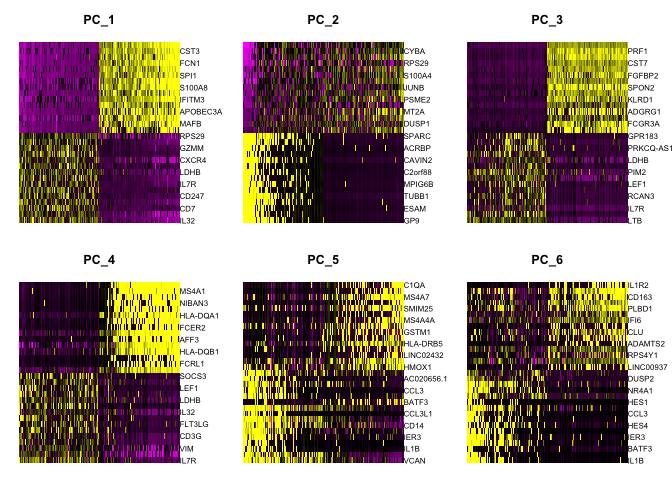 PC_1
CST3
FCN1
SPI1
S100A8
IFITM3
APOBEC3A
MAFB
RPS29
GZMM
CXCR4
LDHB
IL7R
CD247
CD7
IL32
PC_2
CYBA
RPS29
S100A4
JUNB
PSME2
MT2A
DUSP1
SPARC
ACRBP
CAVIN2
C2orf88
MPIG6B
TUBB1
ESAM
GP9
PC_3
PRF1
CST7
FGFBP2
SPON2
KLRD1
ADGRG1
FCGR3A
GPR183
PRKCQ-AS1
LDHB
PIM2
LEF1
RCAN3
IL7R
LTB
PC_4
MS4A1
NIBAN3
HLA-DQA1
FCER2
AFF3
HLA-DQB1
FCRL1
SOCS3
LEF1
LDHB
IL32
FLT3LG
CD3G
VIM
IL7R
PC_5
C1QA
MS4A7
SMIM25
MS4A4A
GSTM1
HLA-DRB5
LINC02432
HMOX1
AC020656.1
CCL3
BATF3
CCL3L1
CD14
IER3
IL1B
VCAN
PC_6
IL1R2
CD163
PLBD1
IFI6
CLU
ADAMTS2
RPS4Y1
LINC00937
DUSP2
NR4A1
HES1
CCL3
HES4
IER3
BATF3
IL1B